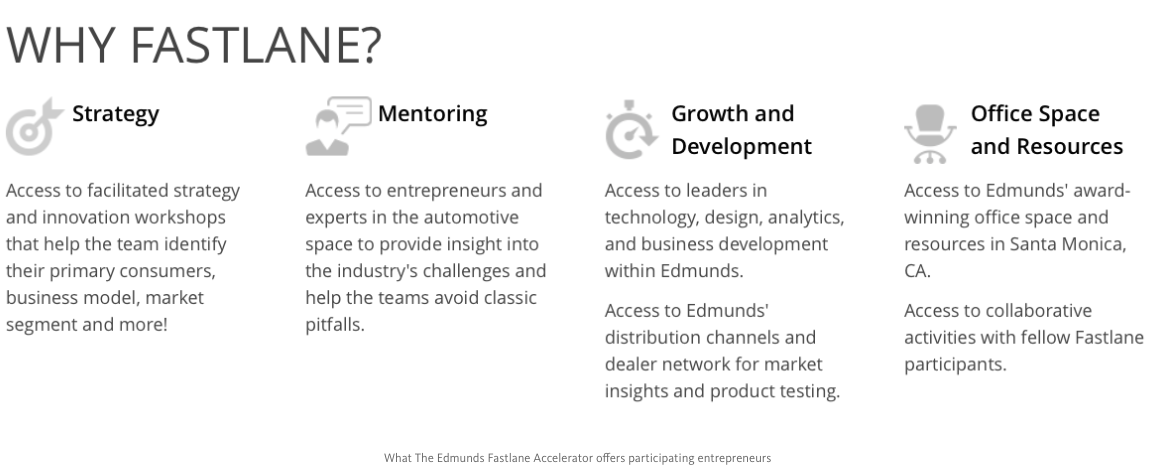 WHY FASTLANE?
Strategy
Access to facilitated strategy
and innovation workshops
that help the team identify
their primary consumers,
business model, market
segment and more!
Mentoring
Access to entrepreneurs and
experts in the automotive
space to provide insight into
the industry's challenges and
help the teams avoid classic
pitfalls.
Growth and
Development
Access to leaders in
technology, design, analytics,
and business development
within Edmunds.
Access to Edmunds'
distribution channels and
dealer network for market
insights and product testing.
Office Space
and Resources
Access to Edmunds' award-
winning office space and
resources in Santa Monica,
CA.
Access to collaborative
activities with fellow Fastlane
participants.
What The Edmunds Fastlane Accelerator offers participating entrepreneurs